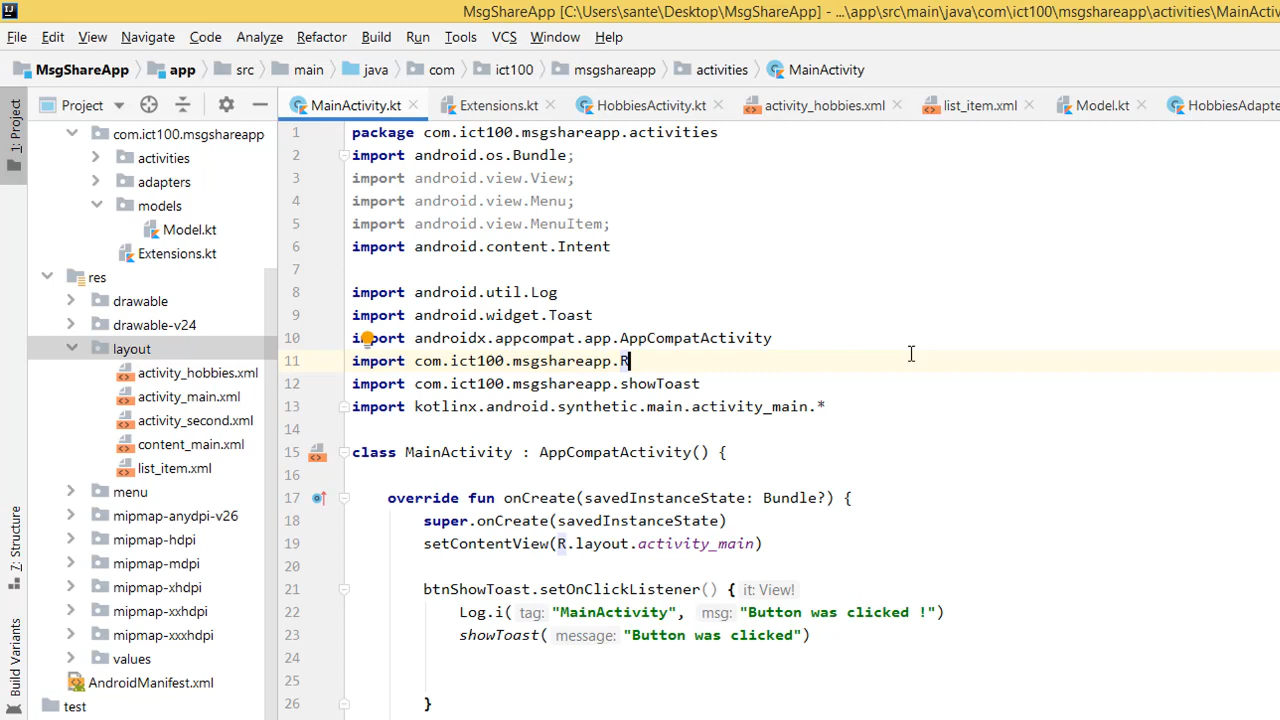 MsgShareApp [C:\Users\sante\Desktop\MsgShareApp] - ...\app\src\main\java\com\ict100\msgshareapp\activities\MainActiv
File Edit View Navigate Code Analyze Refactor Build Run Tools VCS Window Help
MsgShareApp app src main java com ict100 msgshareapp activities MainActivity
1: Project
Project
MainActivity.kt Extensions.kt HobbiesActivity.kt activity_hobbies.xml list_item.xml Model.kt HobbiesAdapte
com.ict100.msgshareapp
activities
adapters
models
Model.kt
Extensions.kt
res
drawable
drawable-v24
layout
activity_hobbies.xml
activity_main.xml
activity_second.xml
content_main.xml
list_item.xml
menu
mipmap-anydpi-v26
mipmap-hdpi
mipmap-mdpi
mipmap-xhdpi
mipmap-xxhdpi
mipmap-xxxhdpi
values
AndroidManifest.xml
test
7: Structure
Build Variants
1 package com.ict100.msgshareapp.activities
2 import android.os.Bundle;
3 import android.view.View;
4 import android.view.Menu;
5 import android.view.MenuItem;
6 import android.content.Intent
7
8 import android.util.Log
9 import android.widget.Toast
10 import androidx.appcompat.app.AppCompatActivity
11 import com.ict100.msgshareapp.R
12 import com.ict100.msgshareapp.showToast
13 import kotlinx.android.synthetic.main.activity_main.*
14
15 class MainActivity : AppCompatActivity() {
16
17 override fun onCreate(savedInstanceState: Bundle?) {
18 super.onCreate(savedInstanceState)
19 setContentView(R.layout.activity_main)
20
21 btnShowToast.setOnClickListener() { it: View!
22 Log.i( tag: "MainActivity", msg: "Button was clicked !")
23 showToast( message: "Button was clicked")
24
25
26 }